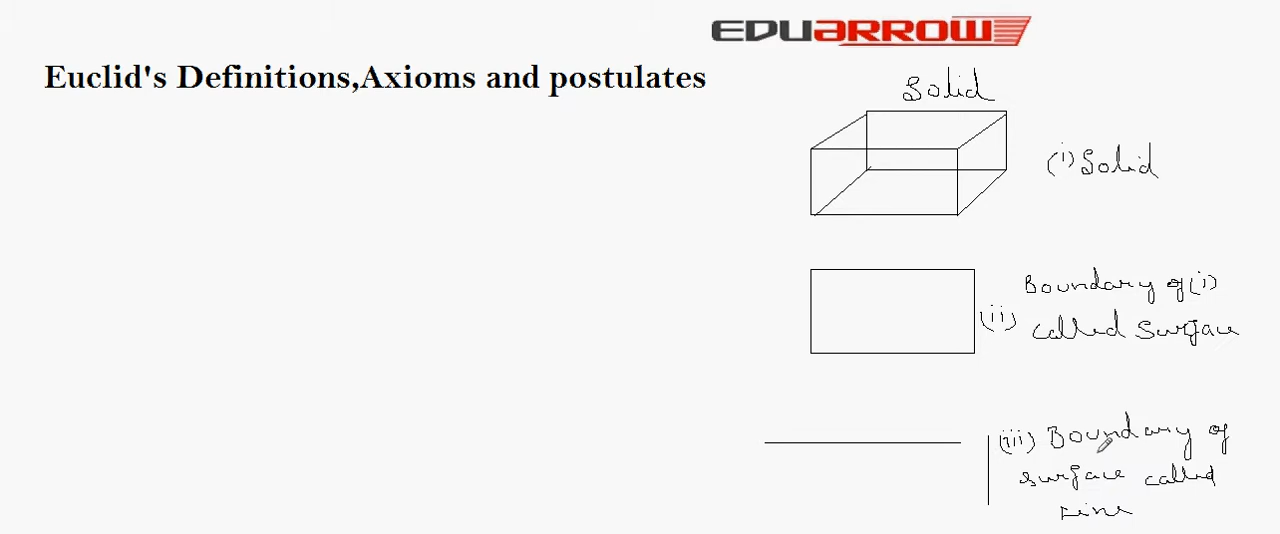 EDUARROW
Euclid's Definitions,Axioms and postulates
Solid
(i) Solid
Boundary of (i)
(ii) called Surface
(iii) Boundary of
surface called
Line